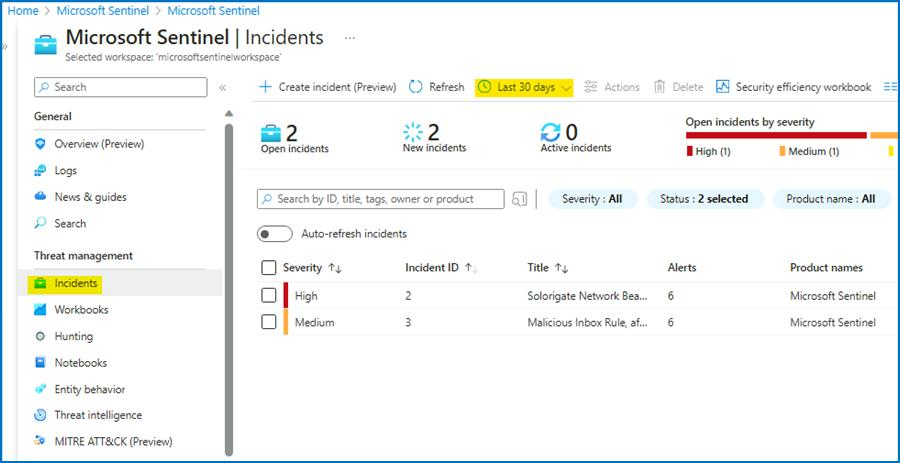 Home > Microsoft Sentinel > Microsoft Sentinel
Microsoft Sentinel | Incidents ...
Selected workspace: 'microsoftsentinelworkspace'
Search
«
+ Create incident (Preview) Refresh Last 30 days Actions Delete Security efficiency workbook
General
Overview (Preview)
Logs
News & guides
Search
Threat management
Incidents
Workbooks
Hunting
Notebooks
Entity behavior
Threat intelligence
MITRE ATT&CK (Preview)
2
Open incidents
2
New incidents
0
Active incidents
Open incidents by severity
High (1) Medium (1)
Search by ID, title, tags, owner or product
Severity : All
Status : 2 selected
Product name : All
Auto-refresh incidents
Severity ↑↓ Incident ID ↑↓ Title ↑↓ Alerts Product names
High 2 Solorigate Network Bea... 6 Microsoft Sentinel
Medium 3 Malicious Inbox Rule, af... 6 Microsoft Sentinel